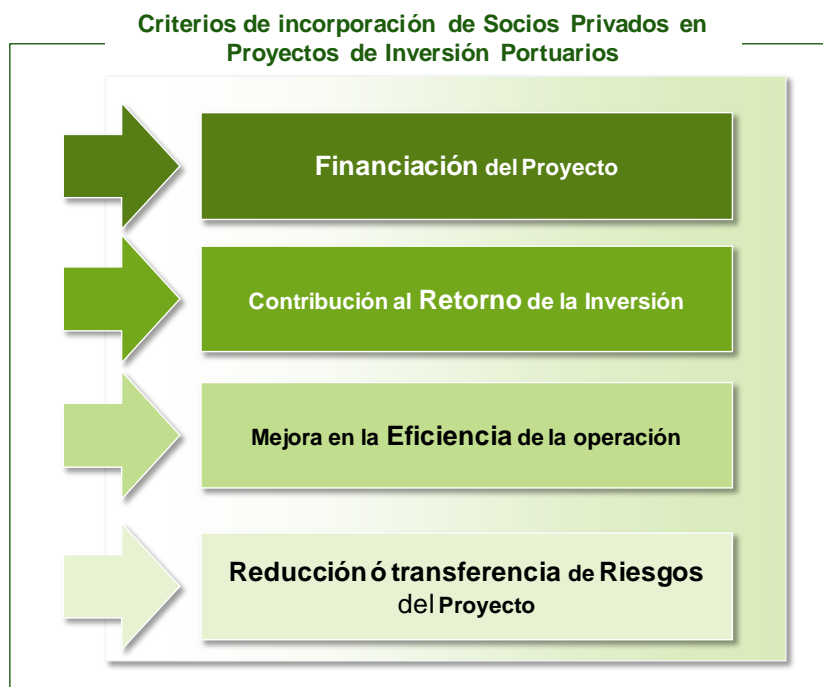 Criterios de incorporación de Socios Privados en
Proyectos de Inversión Portuarios
Financiación del Proyecto
Contribución al Retorno de la Inversión
Mejora en la Eficiencia de la operación
Reducción ó transferencia de Riesgos
del Proyecto